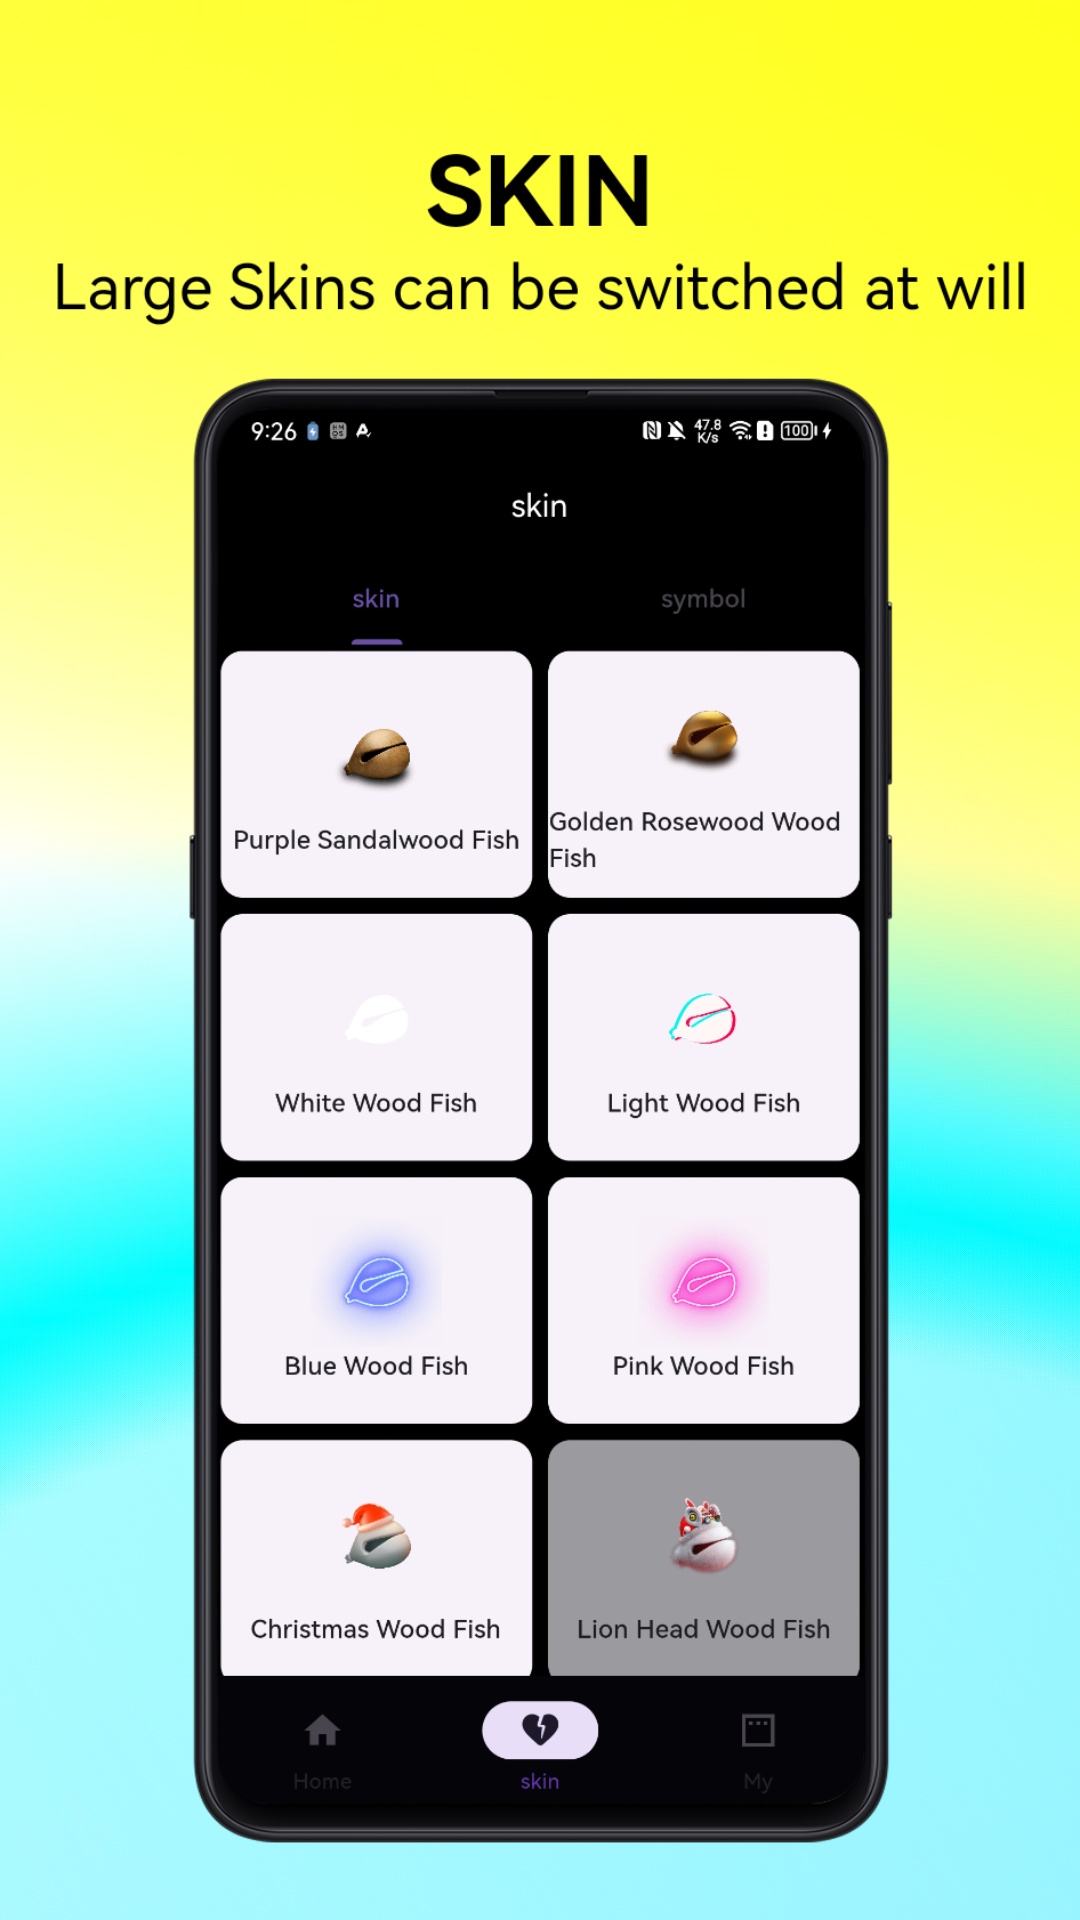 SKIN
Large Skins can be switched at will
9:26
47.8
K/s
100
skin
skin
symbol
Purple Sandalwood Fish
Golden Rosewood Wood
Fish
White Wood Fish
Light Wood Fish
Blue Wood Fish
Pink Wood Fish
Christmas Wood Fish
Lion Head Wood Fish
Home
skin
My